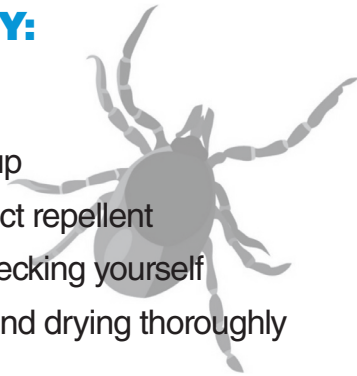 Y:
up
ct repellent
ecking yourself
nd drying thoroughly